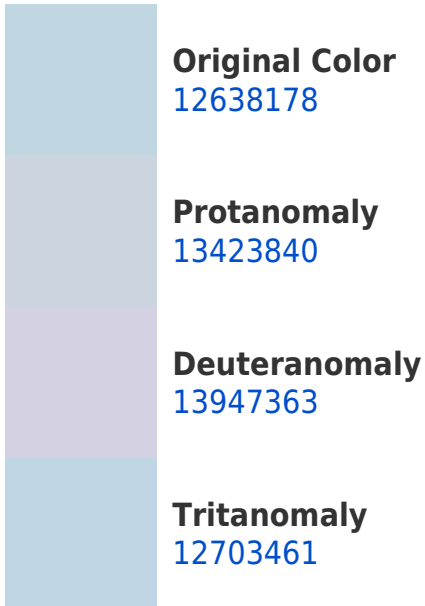 Original Color
12638178
Protanomaly
13423840
Deuteranomaly
13947363
Tritanomaly
12703461